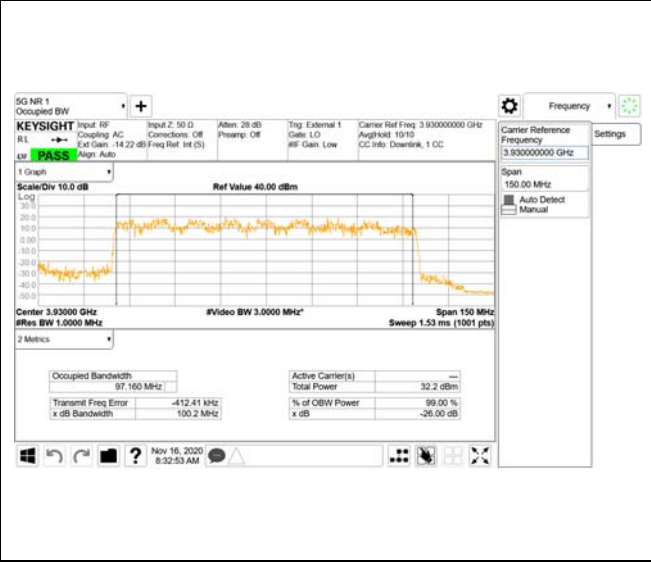 5G NR 1
Occupied BW
Frequency
KEYSIGHT
RL
PASS
Input: RF
Coupling: AC
Ext Gain: -14.22 dB
Align: Auto
Input Z: 50 Ω
Corrections: Off
Freq Ref: Int (S)
Atten: 28 dB
Preamp: Off
Trig: External 1
Gate: LO
#IF Gain: Low
Carrier Ref Freq: 3.930000000 GHz
Avg|Hold: 10/10
CC Info: Downlink, 1 CC
Carrier Reference
Frequency
3.930000000 GHz
Settings
Span
150.00 MHz
Auto Detect
Manual
1 Graph
Scale/Div 10.0 dB
Ref Value 40.00 dBm
Log
30.0
20.0
10.0
0.00
-10.0
-20.0
-30.0
-40.0
-50.0
Center 3.93000 GHz
#Video BW 3.0000 MHz*
Span 150 MHz
#Res BW 1.0000 MHz
Sweep 1.53 ms (1001 pts)
2 Metrics
Occupied Bandwidth
97.160 MHz
Transmit Freq Error -412.41 kHz
x dB Bandwidth 100.2 MHz
Active Carrier(s) ---
Total Power 32.2 dBm
% of OBW Power 99.00 %
x dB -26.00 dB
?
Nov 16, 2020
8:32:53 AM